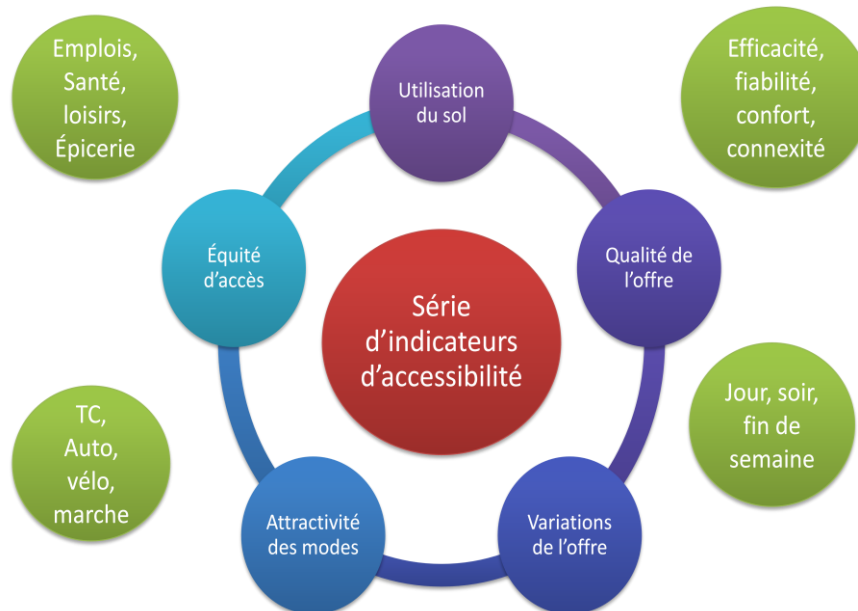 Emplois,
Santé,
loisirs,
Épicerie
Utilisation
du sol
Efficacité,
fiabilité,
confort,
connexité
Équité
d'accès
Qualité de
l'offre
Série
d'indicateurs
d'accessibilité
TC,
Auto,
vélo,
marche
Jour, soir,
fin de
semaine
Attractivité
des modes
Variations
de l'offre